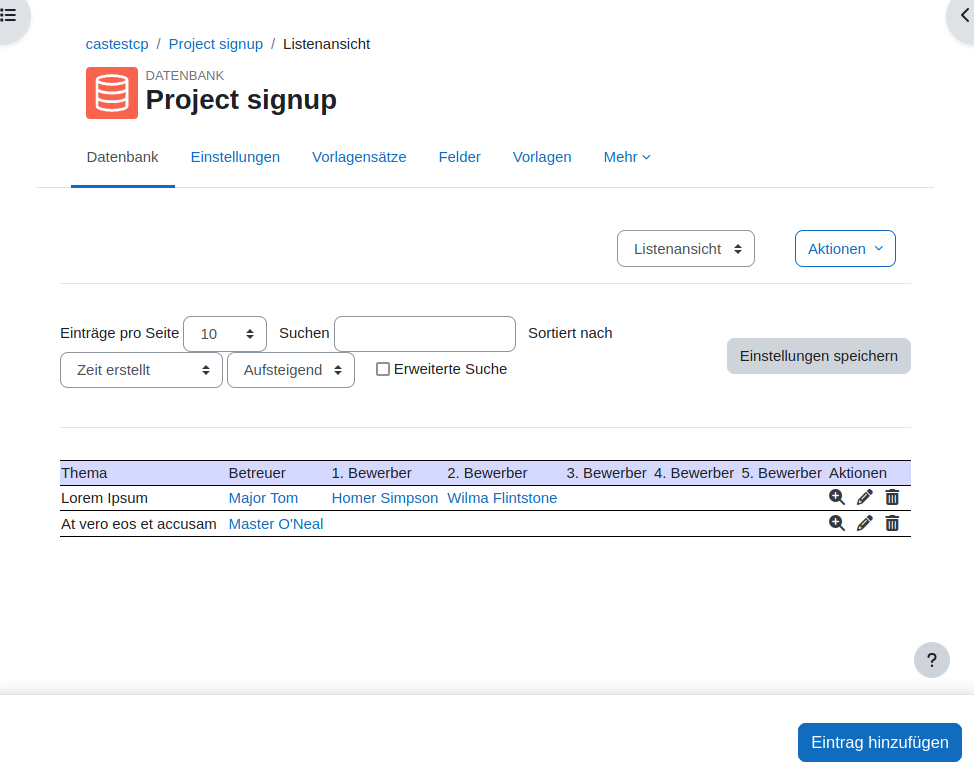 castestcp / Project signup / Listenansicht
DATENBANK
Project signup
Datenbank Einstellungen Vorlagensätze Felder Vorlagen Mehr
Listenansicht Aktionen
Einträge pro Seite 10 Suchen Sortiert nach
Zeit erstellt Aufsteigend Erweiterte Suche
Einstellungen speichern
Thema Betreuer 1. Bewerber 2. Bewerber 3. Bewerber 4. Bewerber 5. Bewerber Aktionen
Lorem Ipsum Major Tom Homer Simpson Wilma Flintstone
At vero eos et accusam Master O'Neal
?
Eintrag hinzufügen